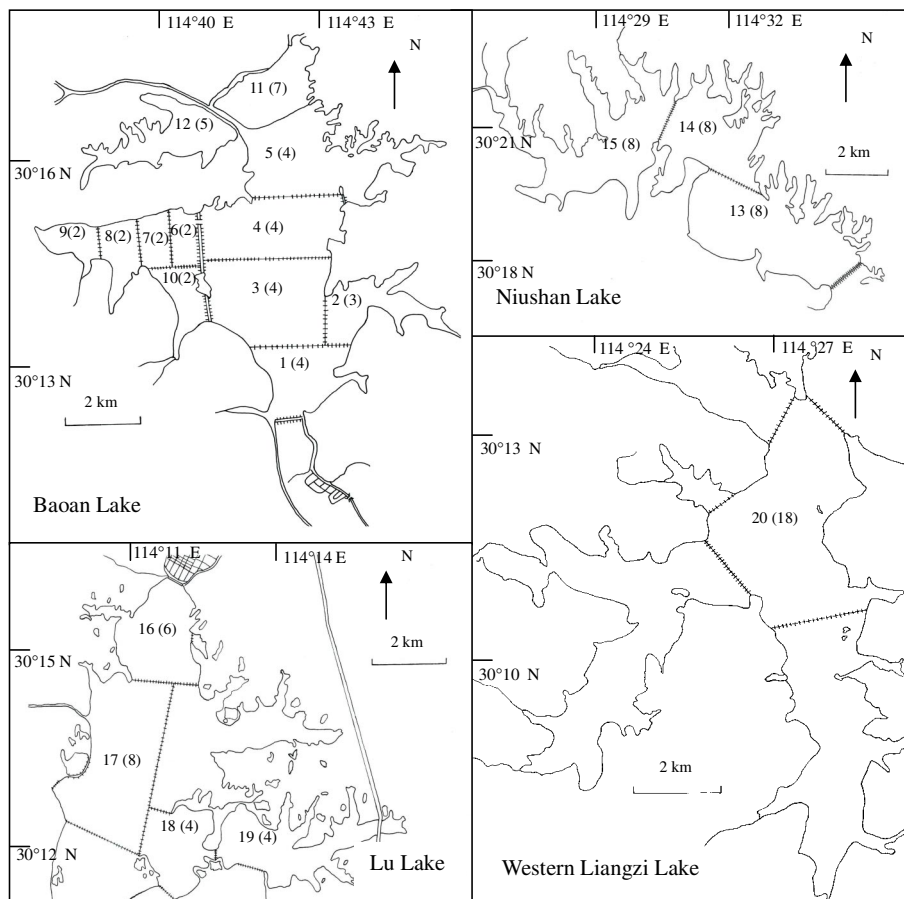 114°40 E 114°43 E
N
11 (7)
12 (5)
5 (4)
30°16 N
4 (4)
9(2) 8(2) 7(2) 6(2)
10(2)
3 (4)
2 (3)
1 (4)
30°13 N
2 km
Baoan Lake
114°29 E 114°32 E
N
30°21 N
15 (8) 14 (8)
2 km
13 (8)
30°18 N
Niushan Lake
114°11 E 114°14 E
N
16 (6)
2 km
30°15 N
17 (8)
18 (4) 19 (4)
30°12 N
Lu Lake
114°24 E 114°27 E
N
30°13 N
20 (18)
30°10 N
2 km
Western Liangzi Lake